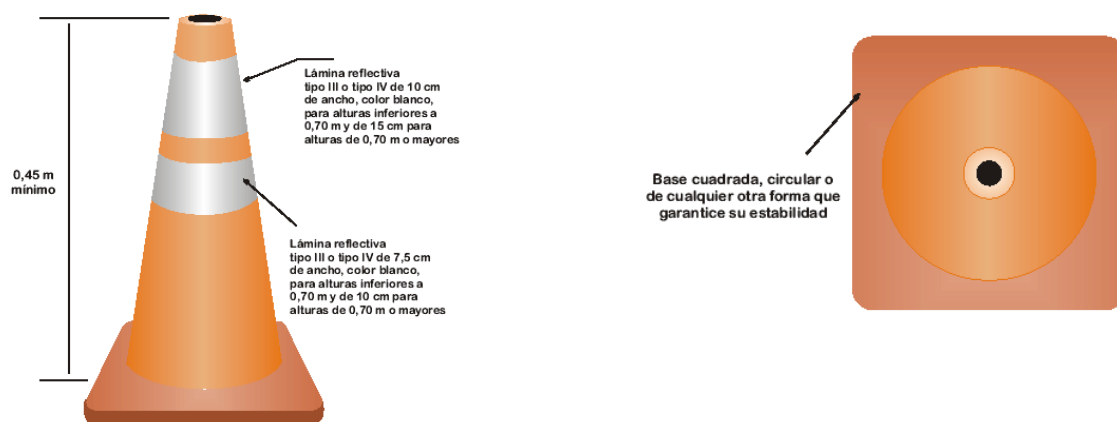 Lámina reflectiva
tipo III o tipo IV de 10 cm
de ancho, color blanco,
para alturas inferiores a
0,70 m y de 15 cm para
alturas de 0,70 m o mayores
0,45 m
mínimo
Lámina reflectiva
tipo III o tipo IV de 7,5 cm
de ancho, color blanco,
para alturas inferiores a
0,70 m y de 10 cm para
alturas de 0,70 m o mayores
Base cuadrada, circular o
de cualquier otra forma que
garantice su estabilidad